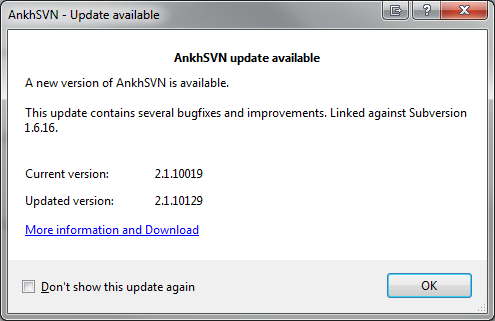 AnkhSVN - Update available
?
AnkhSVN update available
A new version of AnkhSVN is available.
This update contains several bugfixes and improvements. Linked against Subversion
1.6.16.
Current version: 2.1.10019
Updated version: 2.1.10129
More information and Download
Don't show this update again
OK